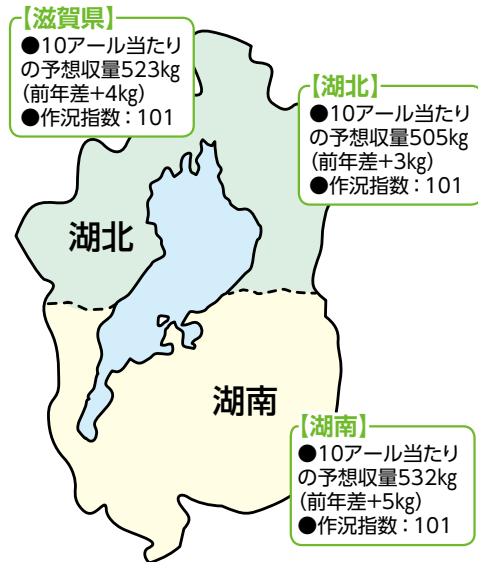 【滋賀県】
●10アール当たり
の予想収量523kg
(前年差+4kg)
●作況指数：101
【湖北】
●10アール当たり
の予想収量505kg
(前年差+3kg)
●作況指数：101
湖北
湖南
【湖南】
●10アール当たり
の予想収量532kg
(前年差+5kg)
●作況指数：101